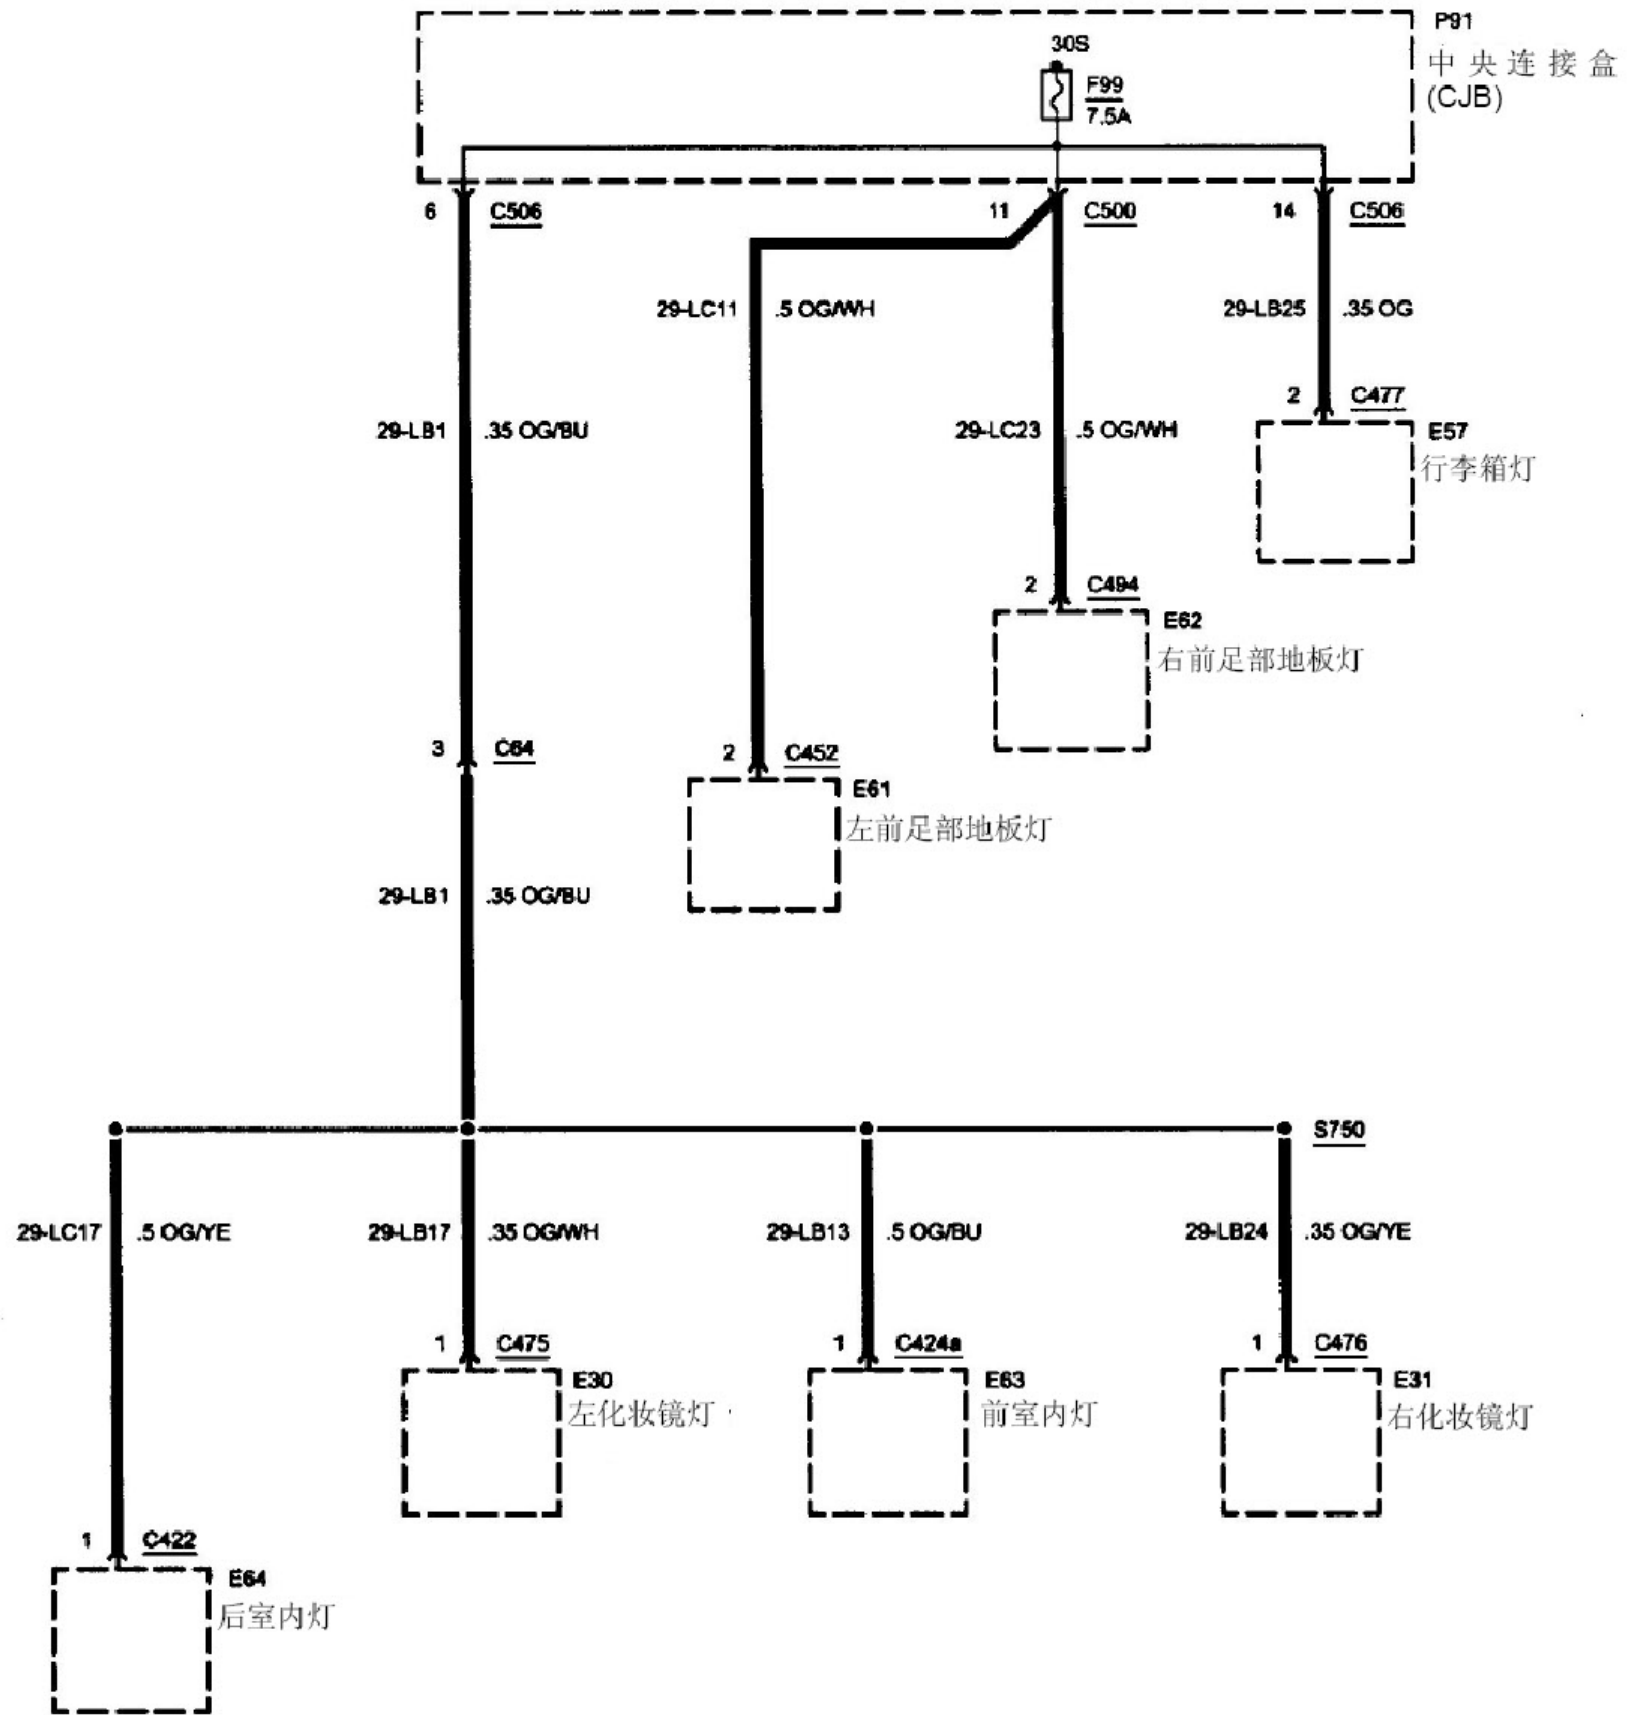 P91
中央连接盒
(CJB)
30S
F99
7.5A
6 C506
11 C500
14 C506
29-LC11 .5 OG/WH
29-LB25 .35 OG
2 C477
29-LB1 .35 OG/BU
29-LC23 .5 OG/WH
E57
行李箱灯
2 C494
E62
右前足部地板灯
3 C64
2 C452
E61
左前足部地板灯
29-LB1 .35 OG/BU
S750
29-LC17 .5 OG/YE
29-LB17 .35 OG/WH
29-LB13 .5 OG/BU
29-LB24 .35 OG/YE
1 C475
1 C424a
1 C476
E30
左化妆镜灯
E63
前室内灯
E31
右化妆镜灯
1 C422
E64
后室内灯